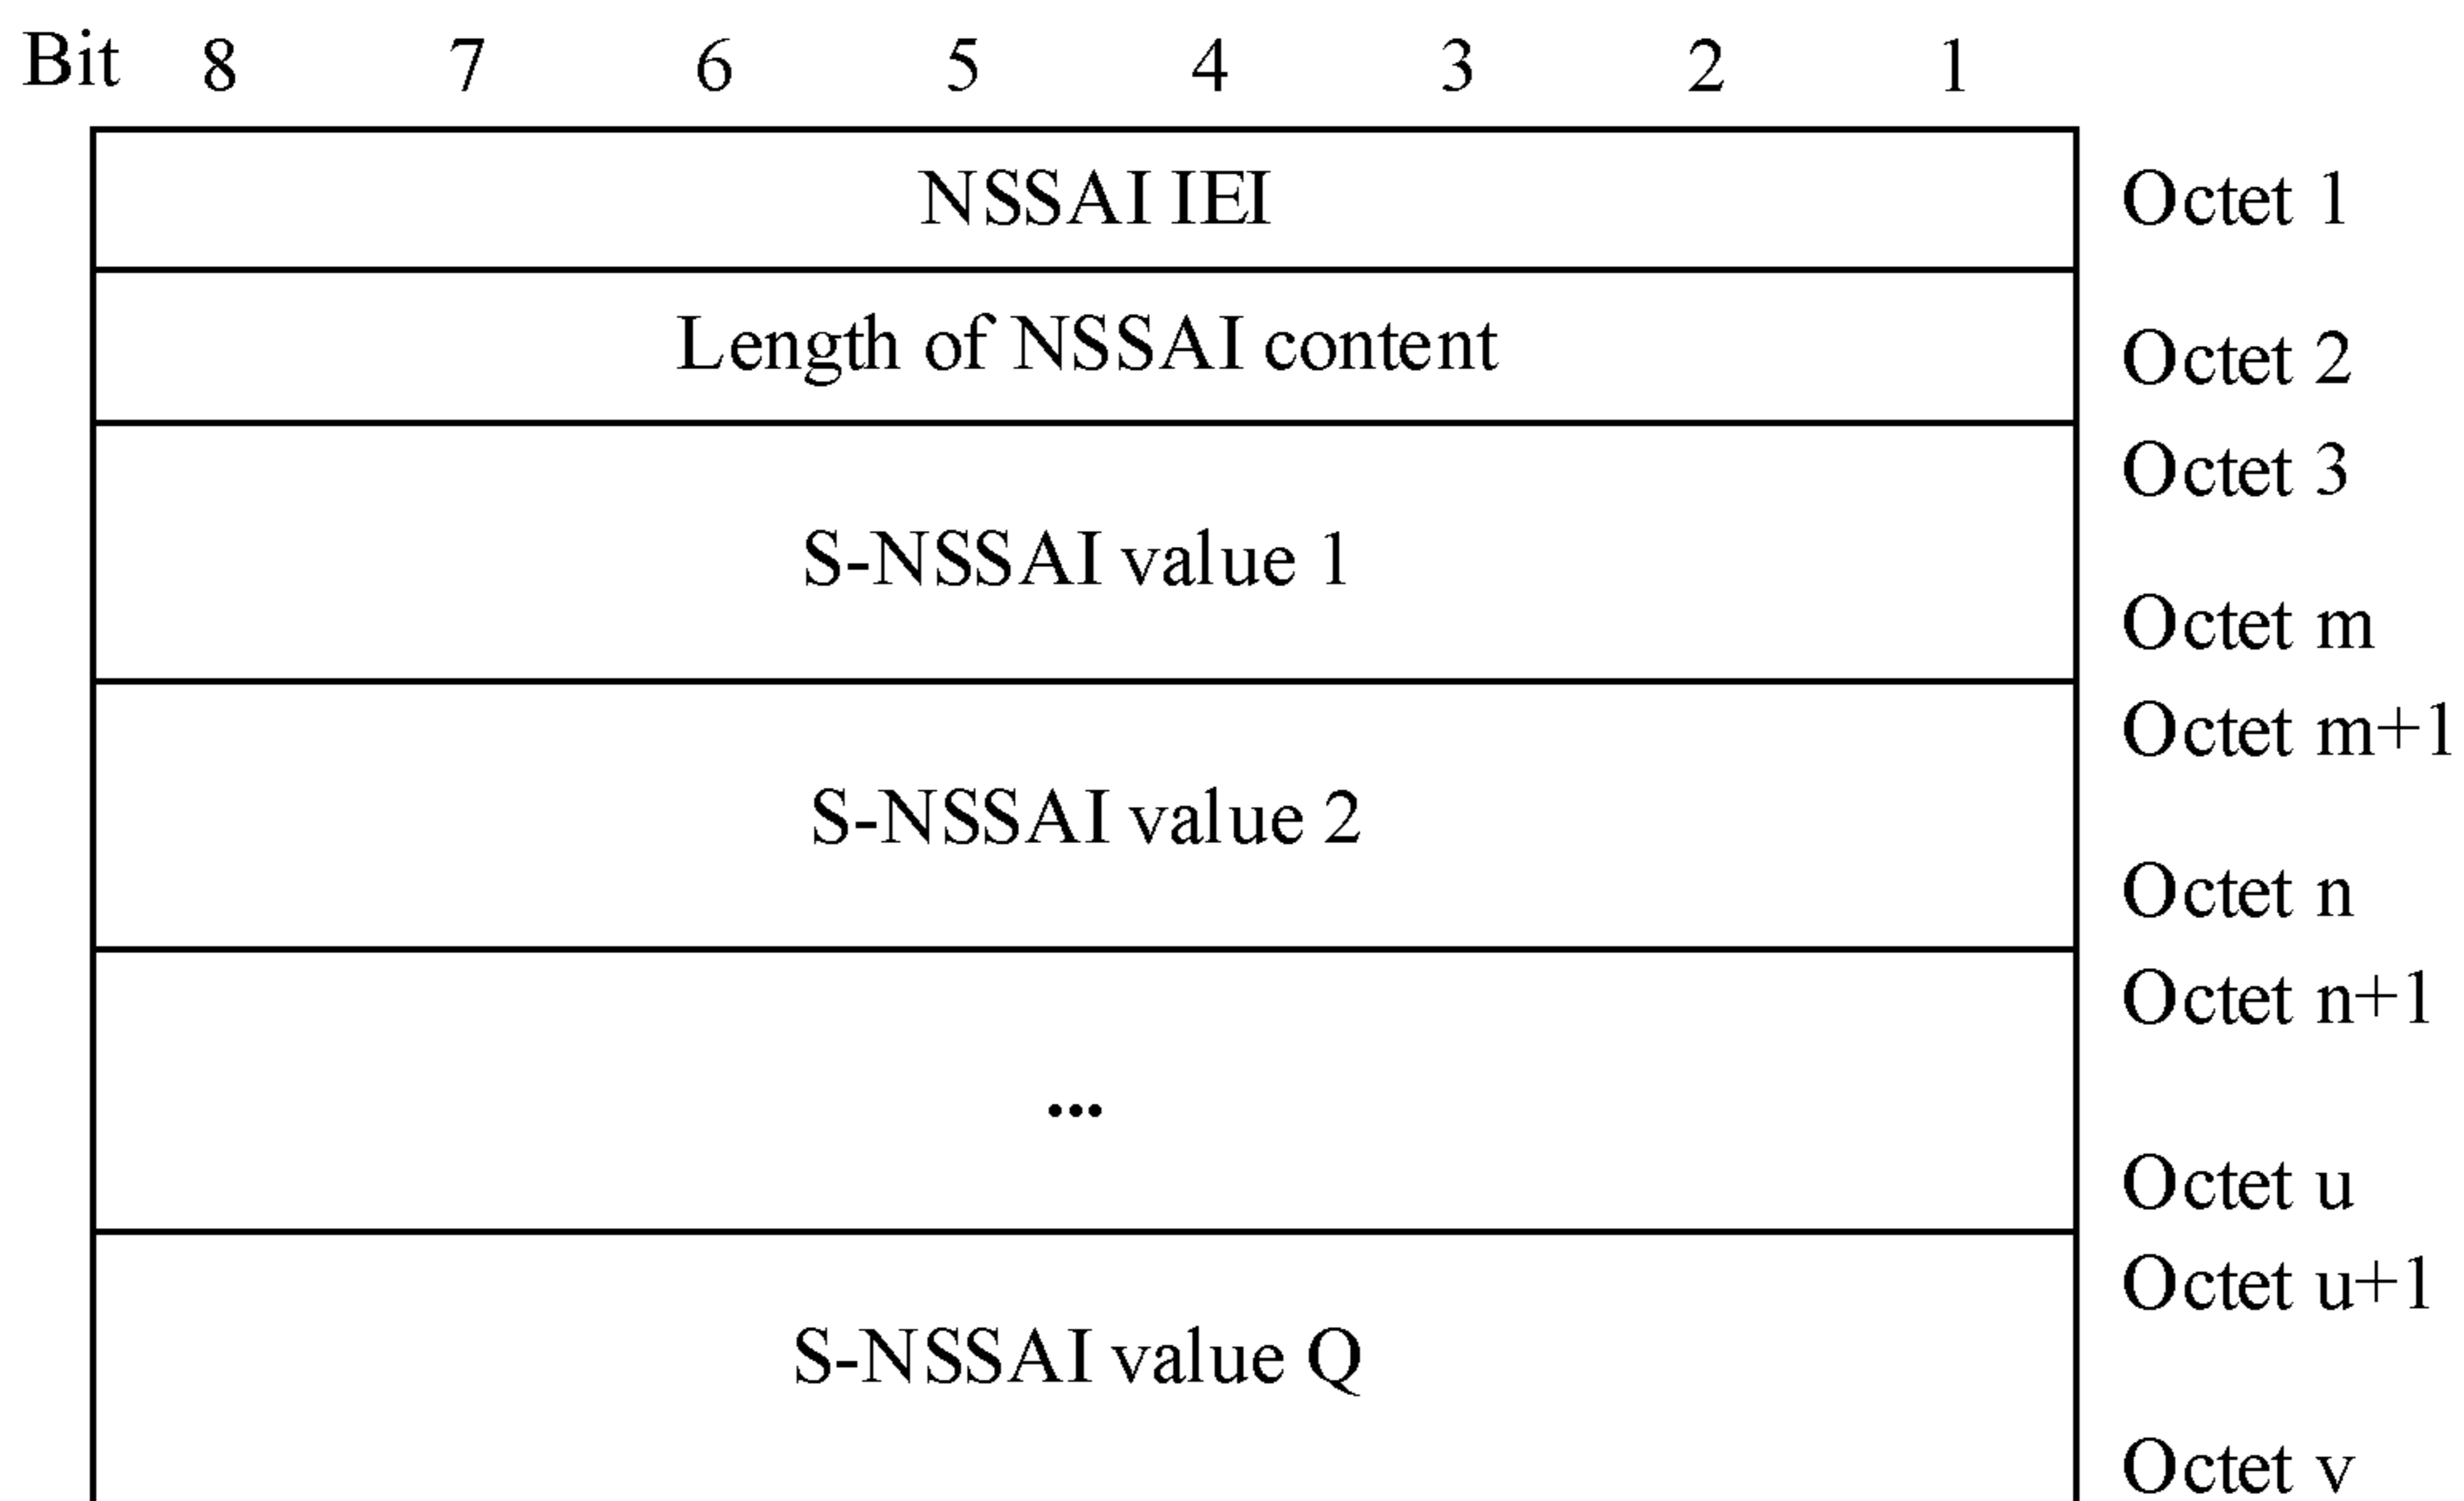 Bit 8 7 6 5 4 3 2 1
NSSAI IEI Octet 1
Length of NSSAI content Octet 2
Octet 3
S-NSSAI value 1
Octet m
Octet m+1
S-NSSAI value 2
Octet n
Octet n+1
...
Octet u
Octet u+1
S-NSSAI value Q
Octet v